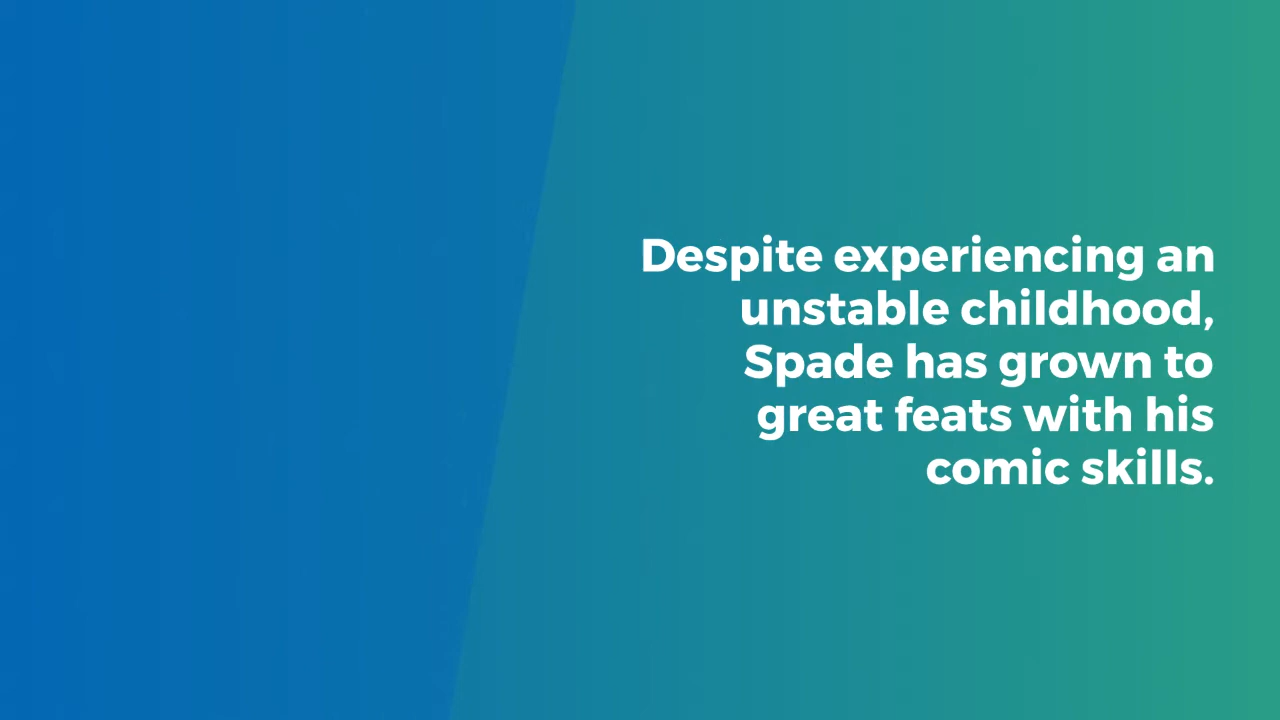 Despite experiencing an
unstable childhood,
Spade has grown to
great feats with his
comic skills.